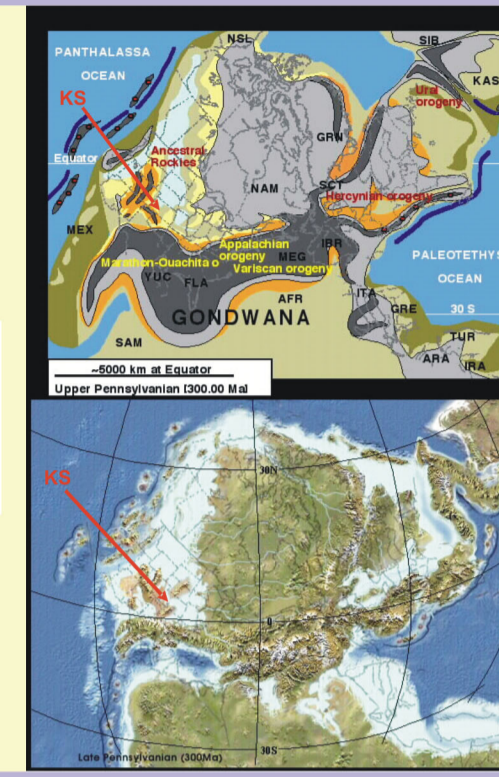 NSL
SIB
PANTHALASSA
OCEAN
KAS
KS
Ural
orogeny
Equator
Ancestral
Rockies
GRN
NAM
SCT
Hercynian orogeny
MEX
Appalachian
orogeny
IBR
Marathon-Ouachita o
MEG
Variscan orogeny
PALEOTETHYS
OCEAN
YUC
FLA
AFR
ITA
GRE
30 S
GONDWANA
SAM
TUR
ARA
IRA
~5000 km at Equator
Upper Pennsylvanian [300.00 Ma]
KS
30N
0
30S
Late Pennsylvanian (300Ma)